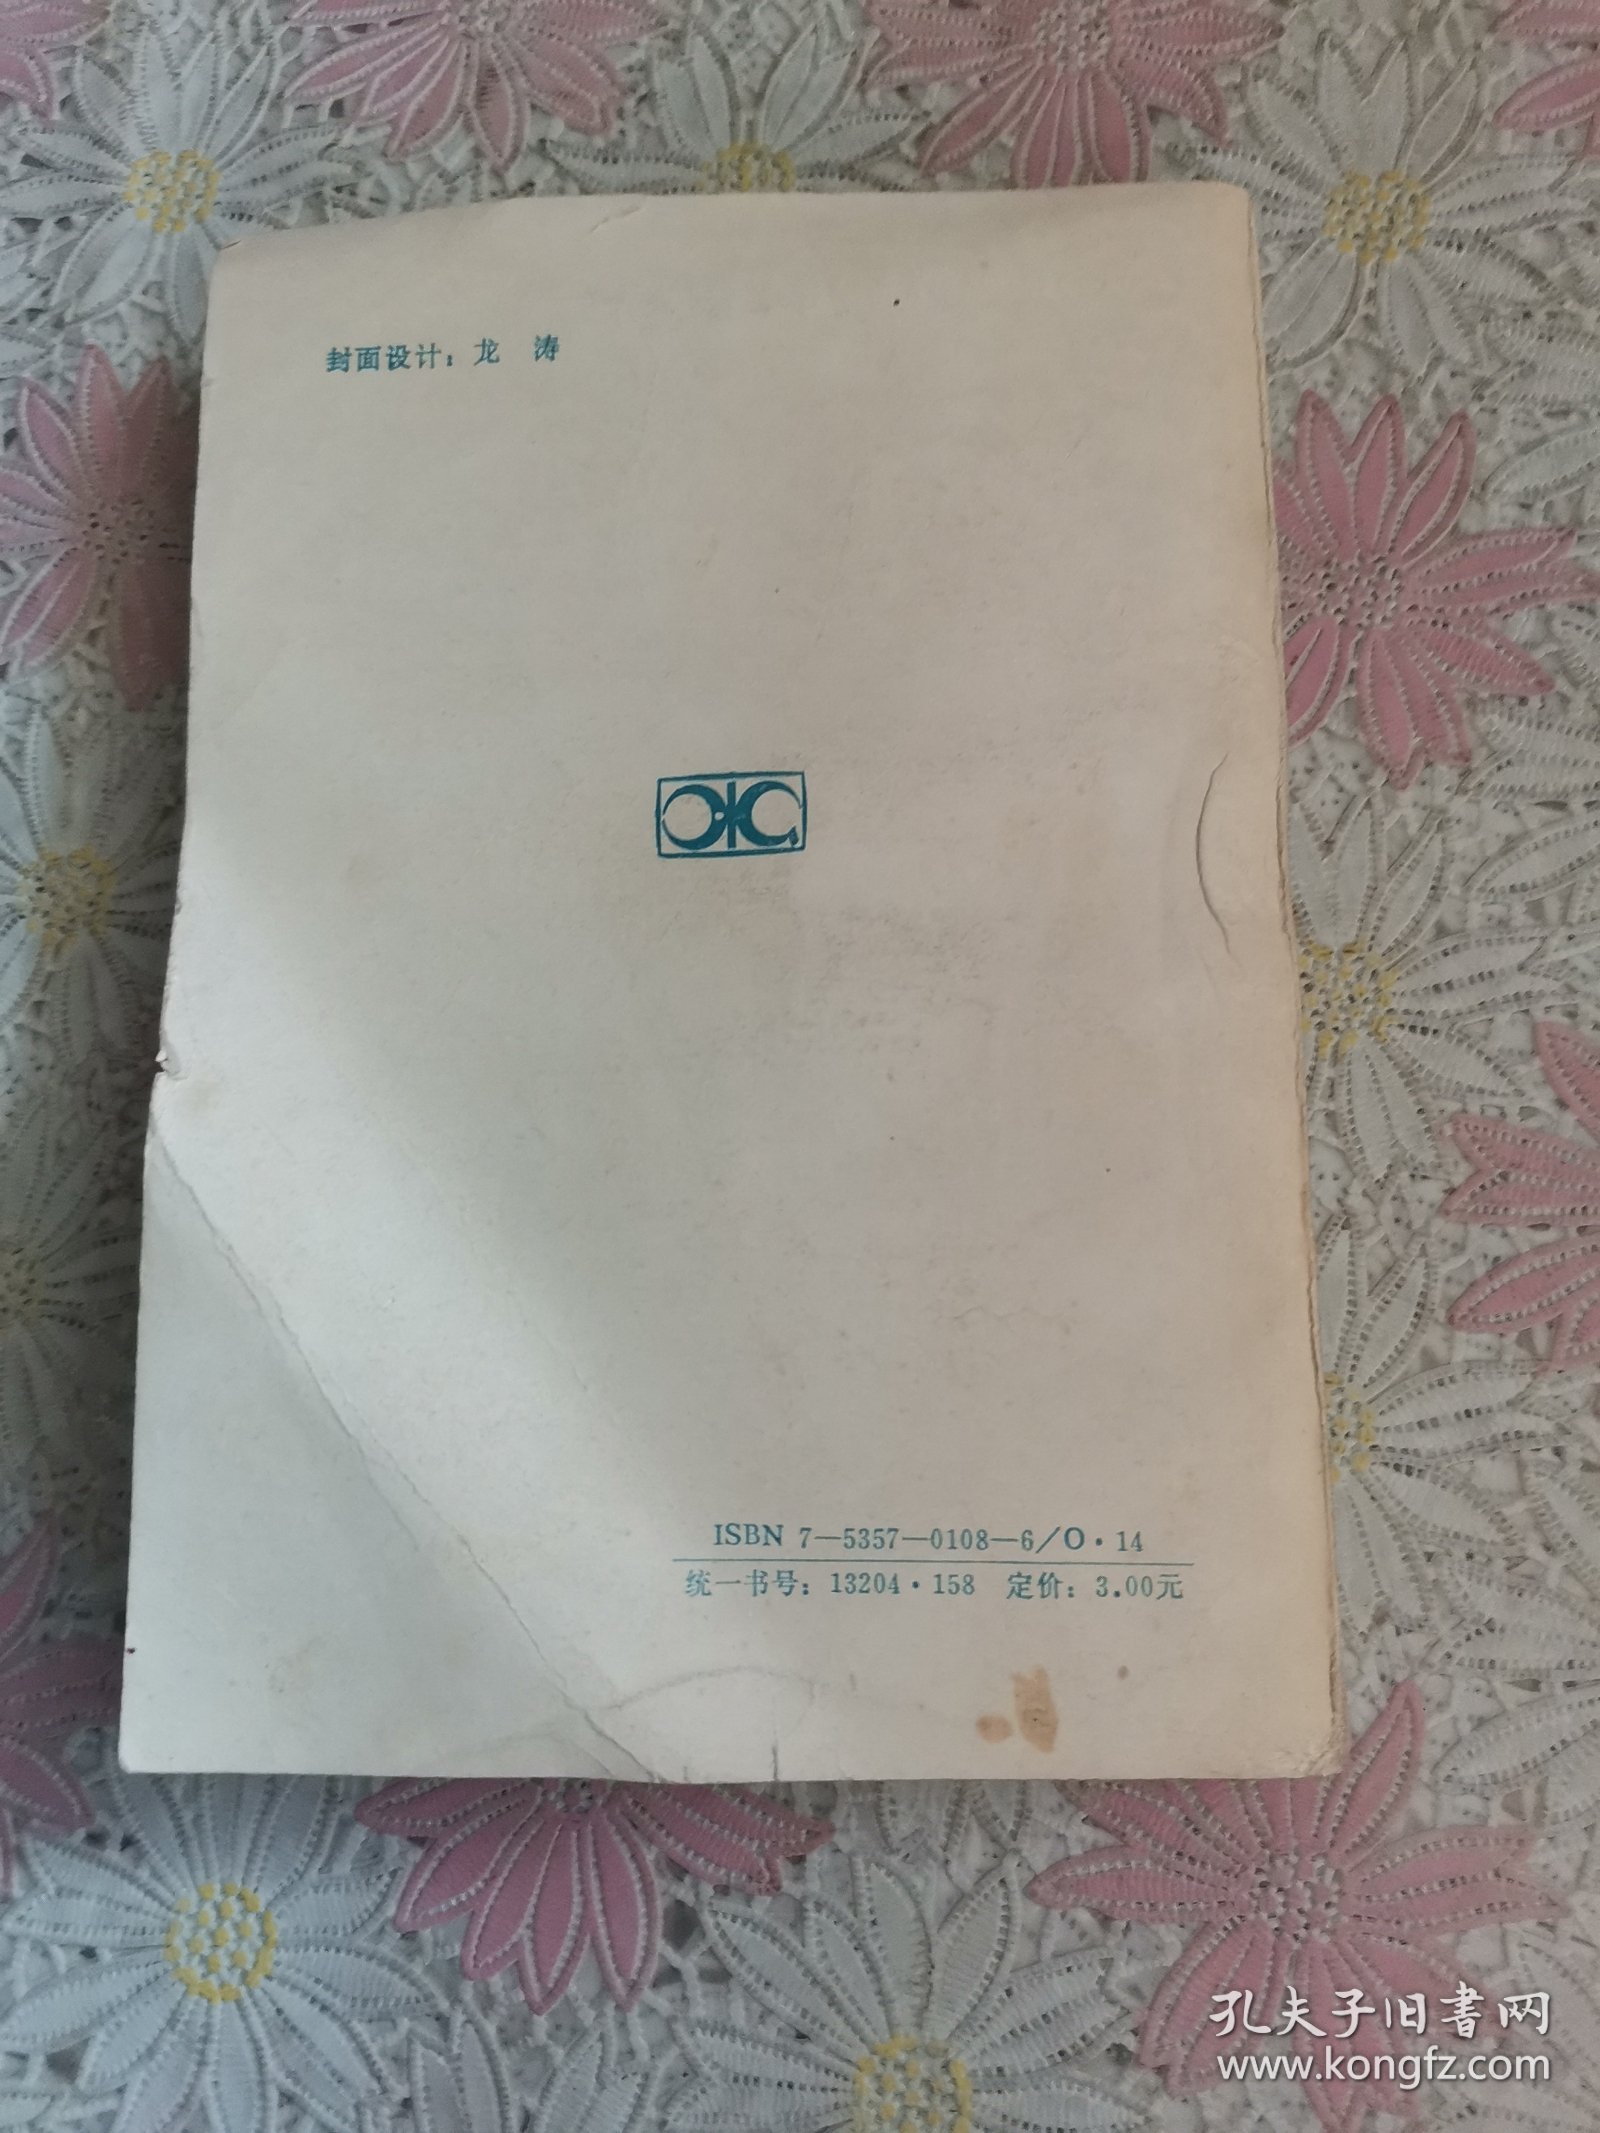 封面设计：龙 涛
ISBN 7—5357—0108—6/O·14
统一书号：13204·158 定价：3.00元
孔夫子旧书网
www.kongfz.com